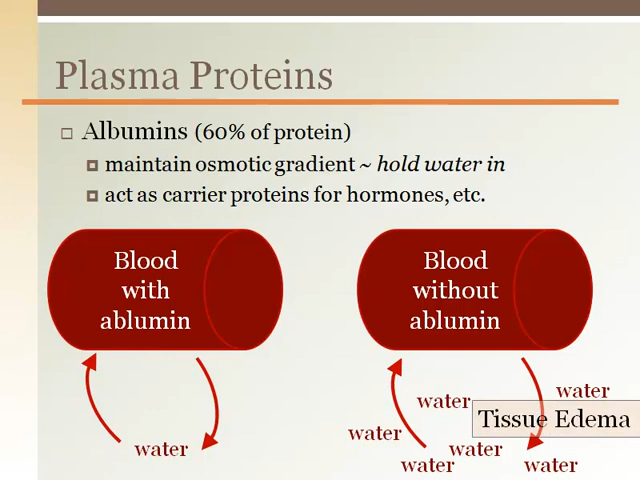 Plasma Proteins
Albumins (60% of protein)
maintain osmotic gradient ~ hold water in
act as carrier proteins for hormones, etc.
Blood
with
ablumin
water
Blood
without
ablumin
water
water
Tissue Edema
water
water
water
water